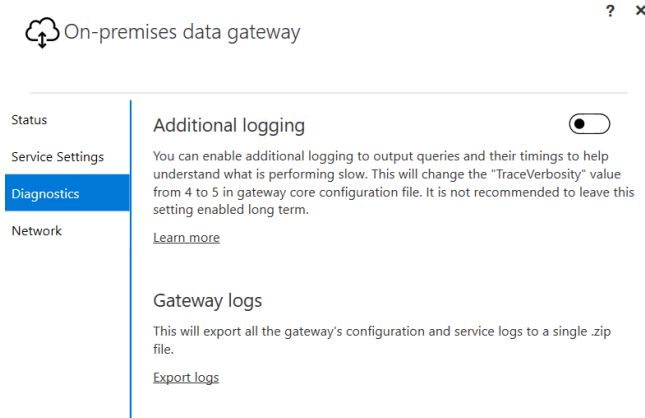 ? ×
On-premises data gateway
Status
Service Settings
Diagnostics
Network
Additional logging
You can enable additional logging to output queries and their timings to help
understand what is performing slow. This will change the "TraceVerbosity" value
from 4 to 5 in gateway core configuration file. It is not recommended to leave this
setting enabled long term.
Learn more
Gateway logs
This will export all the gateway's configuration and service logs to a single .zip
file.
Export logs